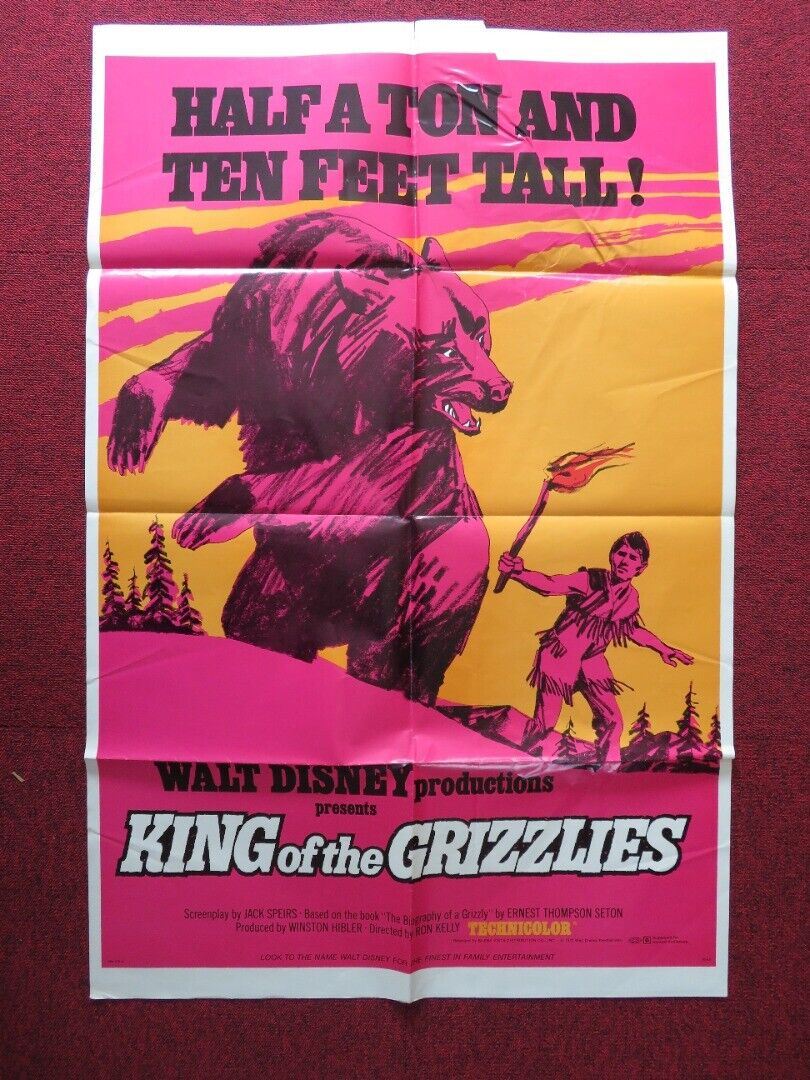 HALF A TON AND
TEN FEET TALL!
WALT DISNEY productions
presents
KING of the GRIZZLIES
Screenplay by JACK SPEIRS · Based on the book "The Biography of a Grizzly" by ERNEST THOMPSON SETON
Produced by WINSTON HIBLER · Directed by RON KELLY TECHNICOLOR
LOOK TO THE NAME WALT DISNEY FOR THE FINEST IN FAMILY ENTERTAINMENT